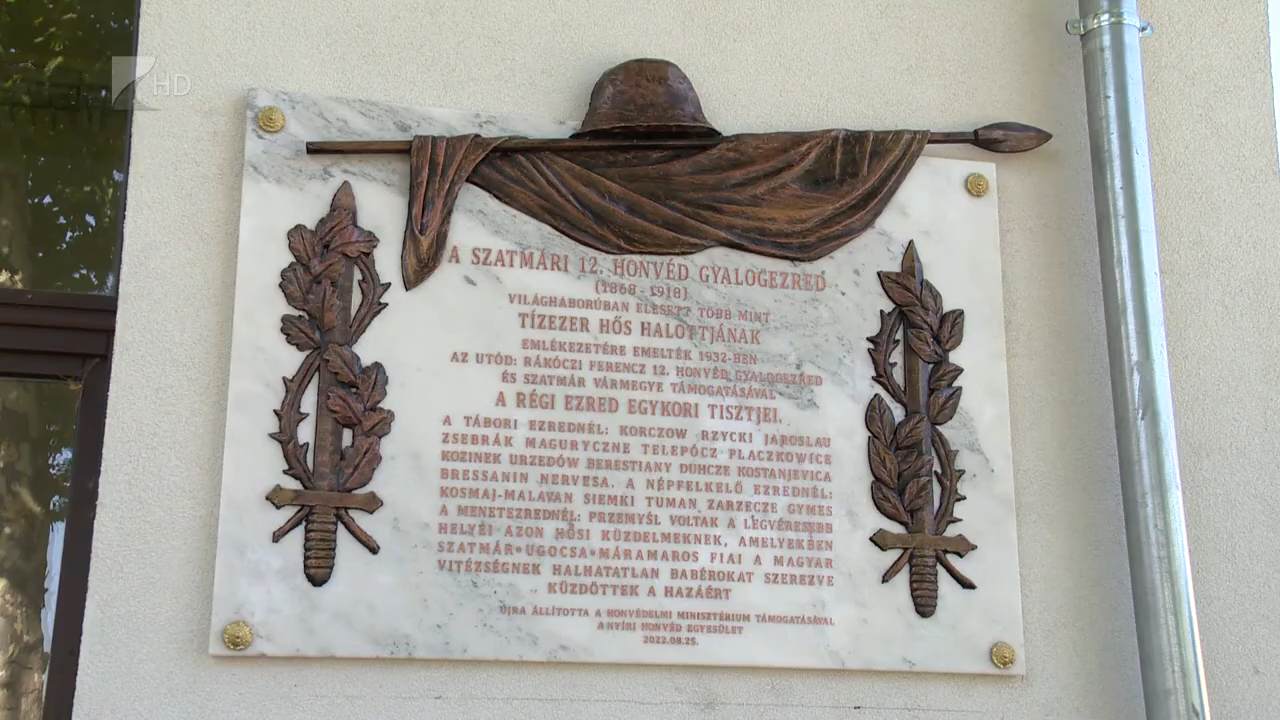 HD
A SZATMÁRI 12. HONVÉD GYALOGEZRED
(1868 - 1918)
VILÁGHÁBORÚBAN ELESETT TÖBB MINT
TÍZEZER HŐS HALOTTJÁNAK
EMLÉKEZETÉRE EMELTÉK 1932-BEN
AZ UTÓD: RÁKÓCZI FERENCZ 12. HONVÉD GYALOGEZRED
ÉS SZATMÁR VÁRMEGYE TÁMOGATÁSÁVAL
A RÉGI EZRED EGYKORI TISZTJEI.
A TÁBORI EZREDNÉL: KORCZOW RZYCKI JAROSLAU
ZSEBRÁK MAGURYCZNE TELEPÓCZ PLACZKOWICE
KOZINEK URZEDÓW BERESTIANY DUHCZE KOSTANJEVICA
BRESSANIN NERVESA. A NÉPFELKELŐ EZREDNÉL:
KOSMAJ-MALAVAN SIEMKI TUMAN ZARZECZE GYMES
A MENETEZREDNÉL: PRZEMYŚL VOLTAK A LEGVÉRESEBB
HELYEI AZON HŐSI KÜZDELMEKNEK, AMELYEKBEN
SZATMÁR•UGOCSA•MÁRAMAROS FIAI A MAGYAR
VITÉZSÉGNEK HALHATATLAN BABÉROKAT SZEREZVE
KÜZDÖTTEK A HAZÁÉRT
ÚJRA ÁLLÍTOTTA A HONVÉDELMI MINISZTÉRIUM TÁMOGATÁSÁVAL
A NYÍRI HONVÉD EGYESÜLET
2022.08.25.